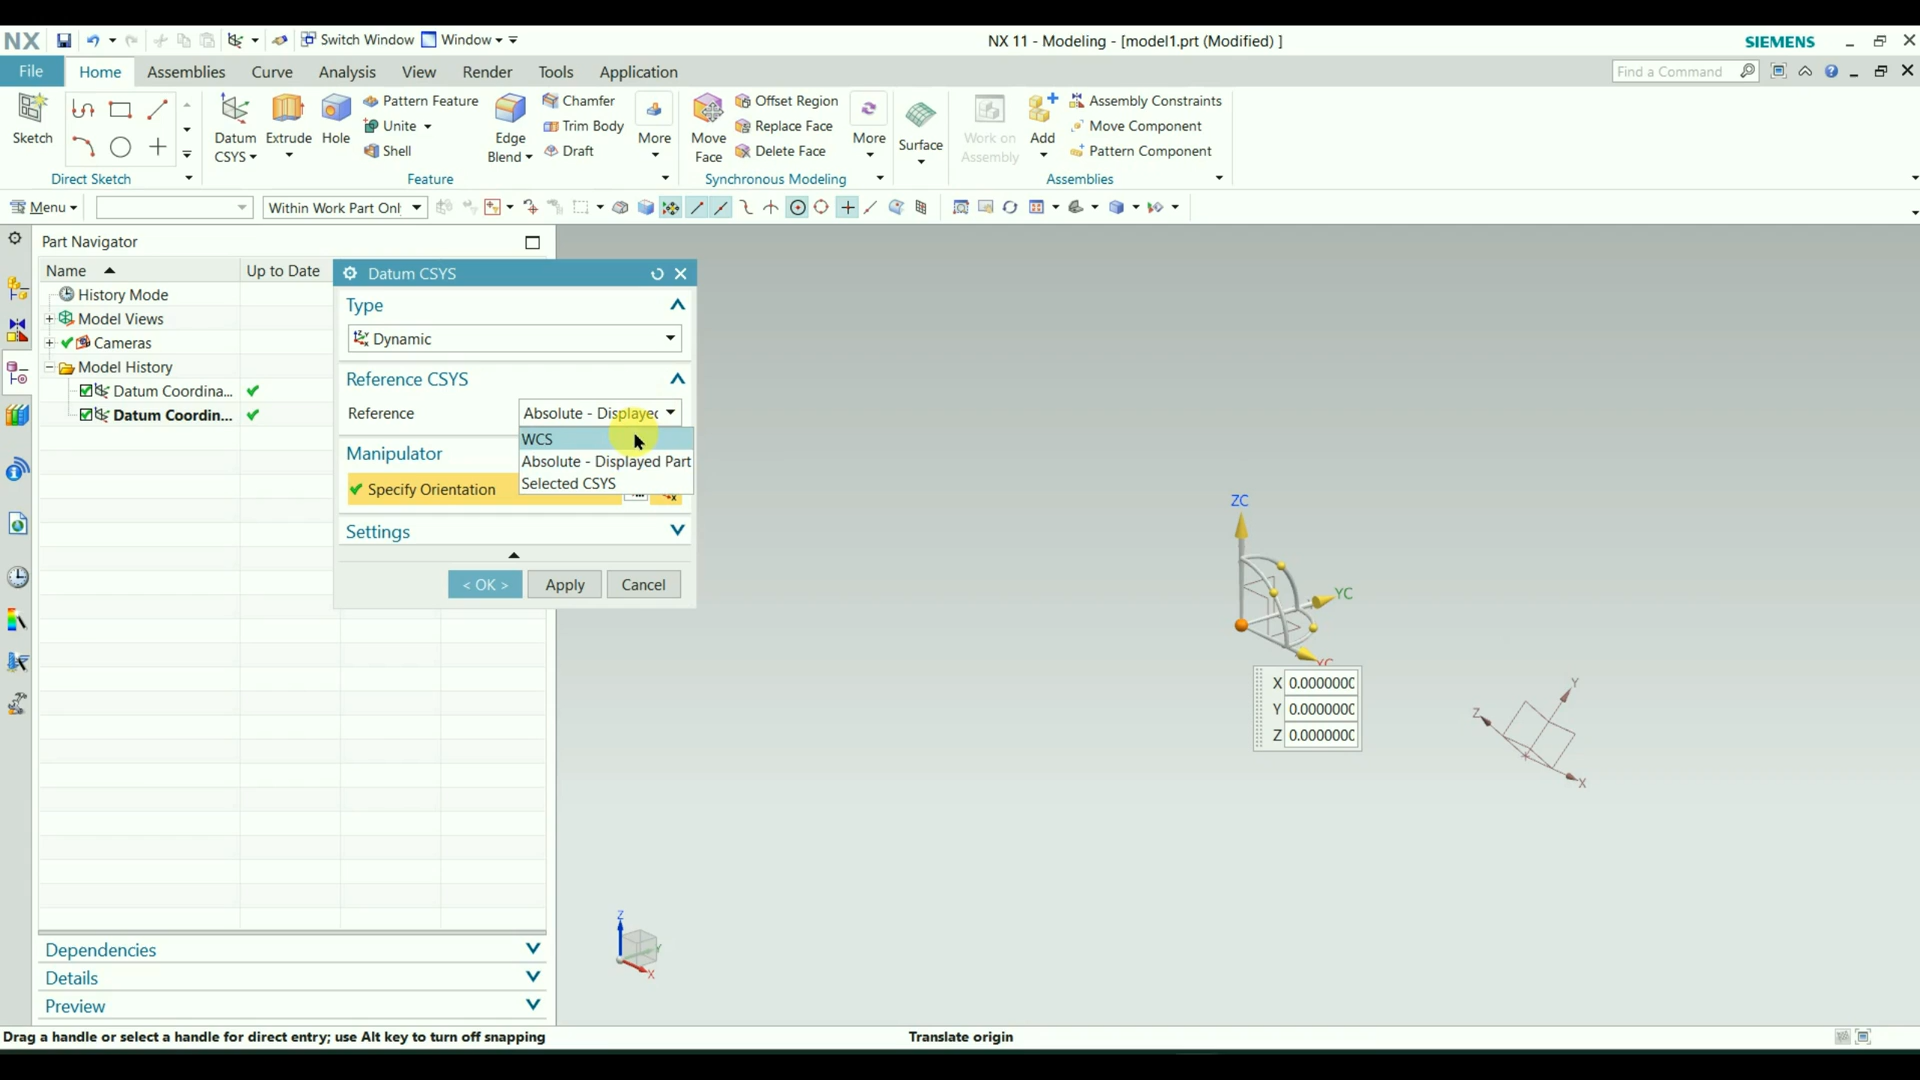 NX Switch Window Window NX 11 - Modeling - [model1.prt (Modified) ] SIEMENS
File Home Assemblies Curve Analysis View Render Tools Application Find a Command
Sketch
Direct Sketch
Datum CSYS
Extrude
Hole
Pattern Feature
Unite
Shell
Edge Blend
Chamfer
Trim Body
Draft
More
Feature
Move Face
Offset Region
Replace Face
Delete Face
More
Synchronous Modeling
Surface
Work on Assembly
Add
Assembly Constraints
Move Component
Pattern Component
Assemblies
Menu Within Work Part Onl
Part Navigator
Name Up to Date
History Mode
Model Views
Cameras
Model History
Datum Coordina...
Datum Coordin...
Datum CSYS
Type
Dynamic
Reference CSYS
Reference Absolute - Displayed
WCS
Absolute - Displayed Part
Selected CSYS
Manipulator
Specify Orientation
Settings
< OK > Apply Cancel
ZC
YC
XC
X 0.000000C
Y 0.000000C
Z 0.000000C
Y
Z
X
Z
Y
X
Dependencies
Details
Preview
Drag a handle or select a handle for direct entry; use Alt key to turn off snapping Translate origin